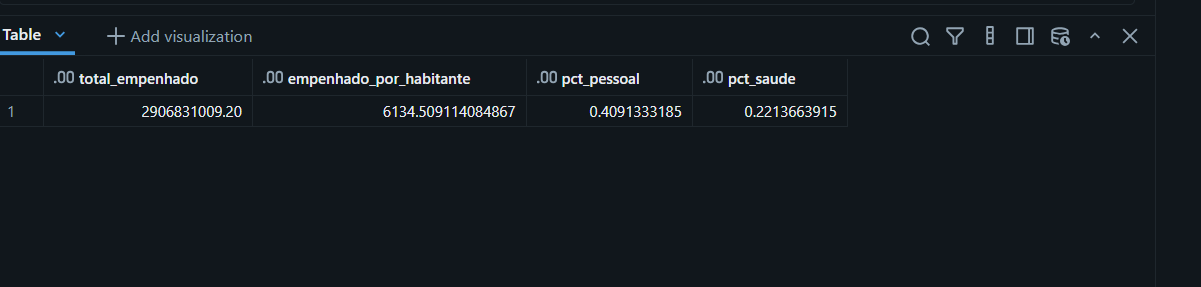 Table Add visualization
.00 total_empenhado .00 empenhado_por_habitante .00 pct_pessoal .00 pct_saude
1 2906831009.20 6134.509114084867 0.4091333185 0.2213663915